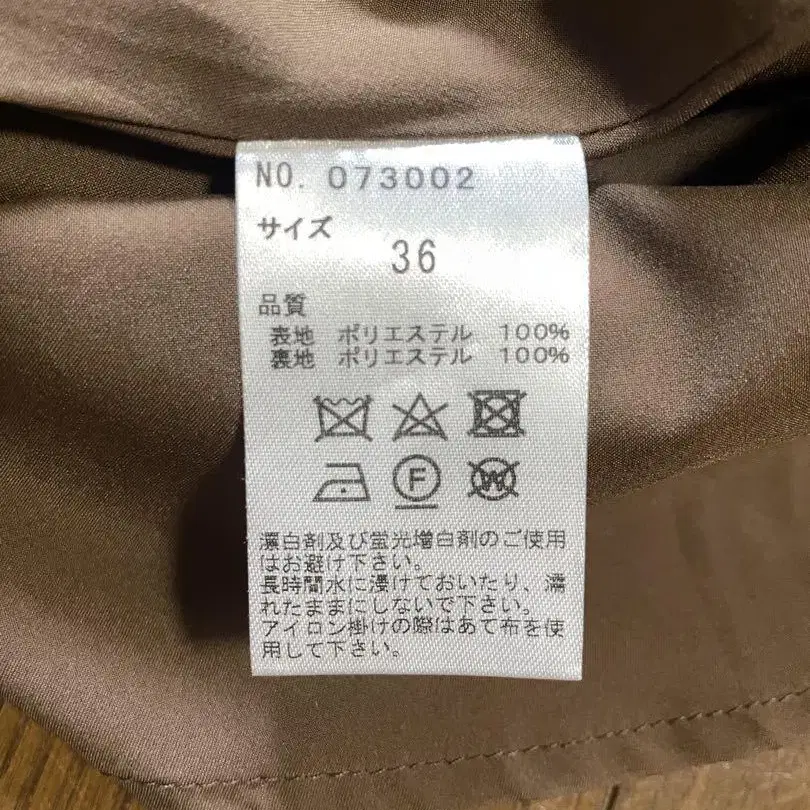 NO. 073002
サイズ
36
品質
表地 ポリエステル 100%
裏地 ポリエステル 100%
F
W
漂白剤及び蛍光増白剤のご使用
はお避け下さい。
長時間水に浸けておいたり、濡
れたままにしないで下さい。
アイロン掛けの際はあて布を使
用して下さい。